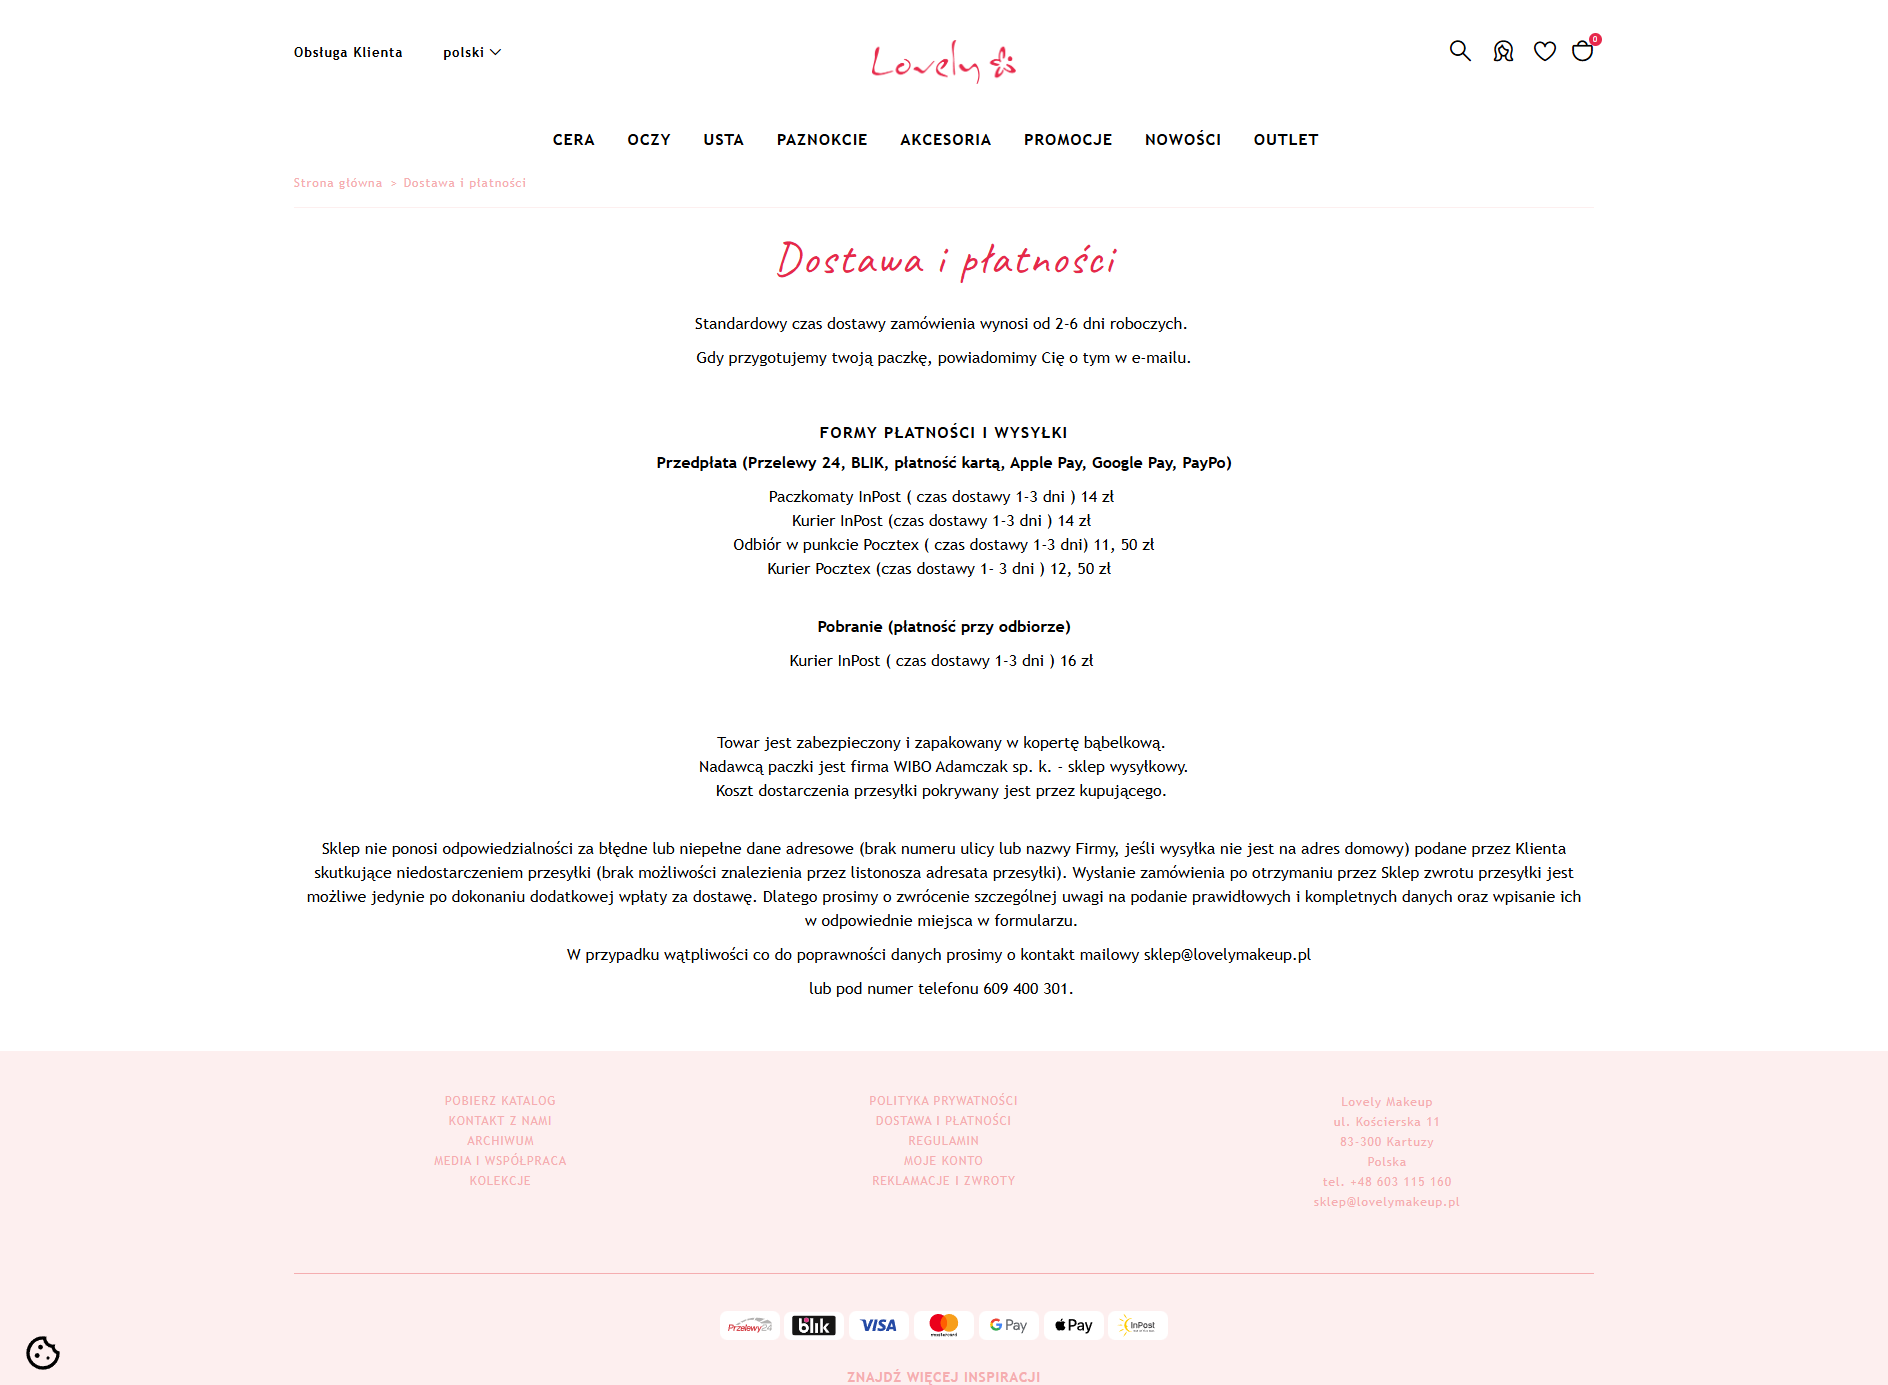 Obsługa Klienta
polski
Lovely
0
CERA OCZY USTA PAZNOKCIE AKCESORIA PROMOCJE NOWOŚCI OUTLET
Strona główna > Dostawa i płatności
Dostawa i płatności
Standardowy czas dostawy zamówienia wynosi od 2-6 dni roboczych.
Gdy przygotujemy twoją paczkę, powiadomimy Cię o tym w e-mailu.
FORMY PŁATNOŚCI I WYSYŁKI
Przedpłata (Przelewy 24, BLIK, płatność kartą, Apple Pay, Google Pay, PayPo)
Paczkomaty InPost ( czas dostawy 1-3 dni ) 14 zł
Kurier InPost (czas dostawy 1-3 dni ) 14 zł
Odbiór w punkcie Pocztex ( czas dostawy 1-3 dni) 11, 50 zł
Kurier Pocztex (czas dostawy 1- 3 dni ) 12, 50 zł
Pobranie (płatność przy odbiorze)
Kurier InPost ( czas dostawy 1-3 dni ) 16 zł
Towar jest zabezpieczony i zapakowany w kopertę bąbelkową.
Nadawcą paczki jest firma WIBO Adamczak sp. k. - sklep wysyłkowy.
Koszt dostarczenia przesyłki pokrywany jest przez kupującego.
Sklep nie ponosi odpowiedzialności za błędne lub niepełne dane adresowe (brak numeru ulicy lub nazwy Firmy, jeśli wysyłka nie jest na adres domowy) podane przez Klienta
skutkujące niedostarczeniem przesyłki (brak możliwości znalezienia przez listonosza adresata przesyłki). Wysłanie zamówienia po otrzymaniu przez Sklep zwrotu przesyłki jest
możliwe jedynie po dokonaniu dodatkowej wpłaty za dostawę. Dlatego prosimy o zwrócenie szczególnej uwagi na podanie prawidłowych i kompletnych danych oraz wpisanie ich
w odpowiednie miejsca w formularzu.
W przypadku wątpliwości co do poprawności danych prosimy o kontakt mailowy sklep@lovelymakeup.pl
lub pod numer telefonu 609 400 301.
POBIERZ KATALOG
KONTAKT Z NAMI
ARCHIWUM
MEDIA I WSPÓŁPRACA
KOLEKCJE
POLITYKA PRYWATNOŚCI
DOSTAWA I PŁATNOŚCI
REGULAMIN
MOJE KONTO
REKLAMACJE I ZWROTY
Lovely Makeup
ul. Kościerska 11
83-300 Kartuzy
Polska
tel. +48 603 115 160
sklep@lovelymakeup.pl
Przelewy24 blik VISA mastercard G Pay Pay InPost
ZNAJDŹ WIĘCEJ INSPIRACJI